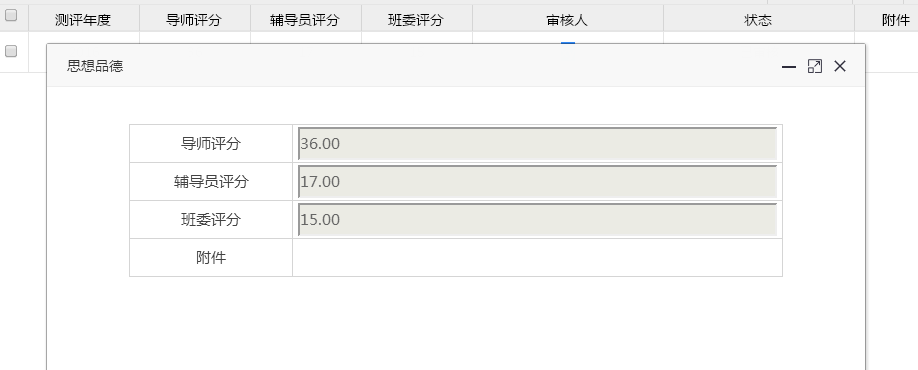 测评年度 导师评分 辅导员评分 班委评分 审核人 状态 附件
思想品德
导师评分 36.00
辅导员评分 17.00
班委评分 15.00
附件